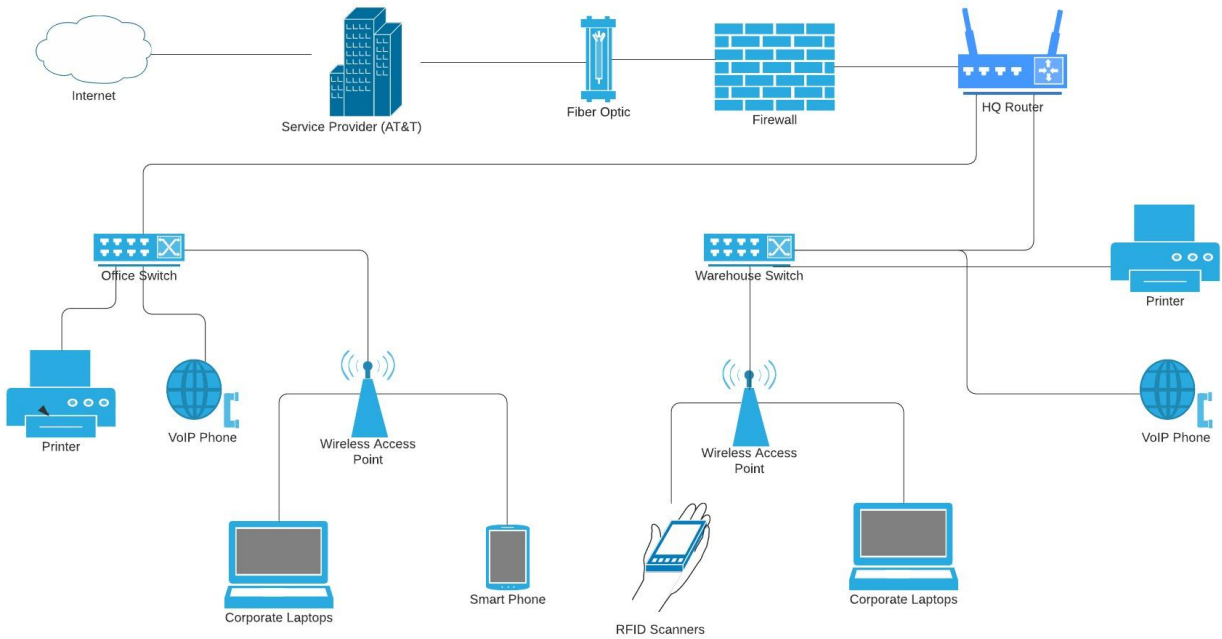 Internet
Service Provider (AT&T)
Fiber Optic
Firewall
HQ Router
Office Switch
Warehouse Switch
Printer
Printer
VoIP Phone
Wireless Access
Point
Wireless Access
Point
VoIP Phone
Corporate Laptops
Smart Phone
RFID Scanners
Corporate Laptops